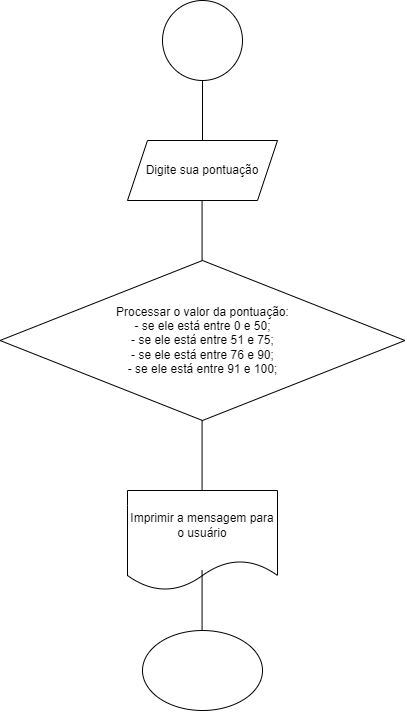 Digite sua pontuação
Processar o valor da pontuação:
- se ele está entre 0 e 50;
- se ele está entre 51 e 75;
- se ele está entre 76 e 90;
- se ele está entre 91 e 100;
Imprimir a mensagem para
o usuário